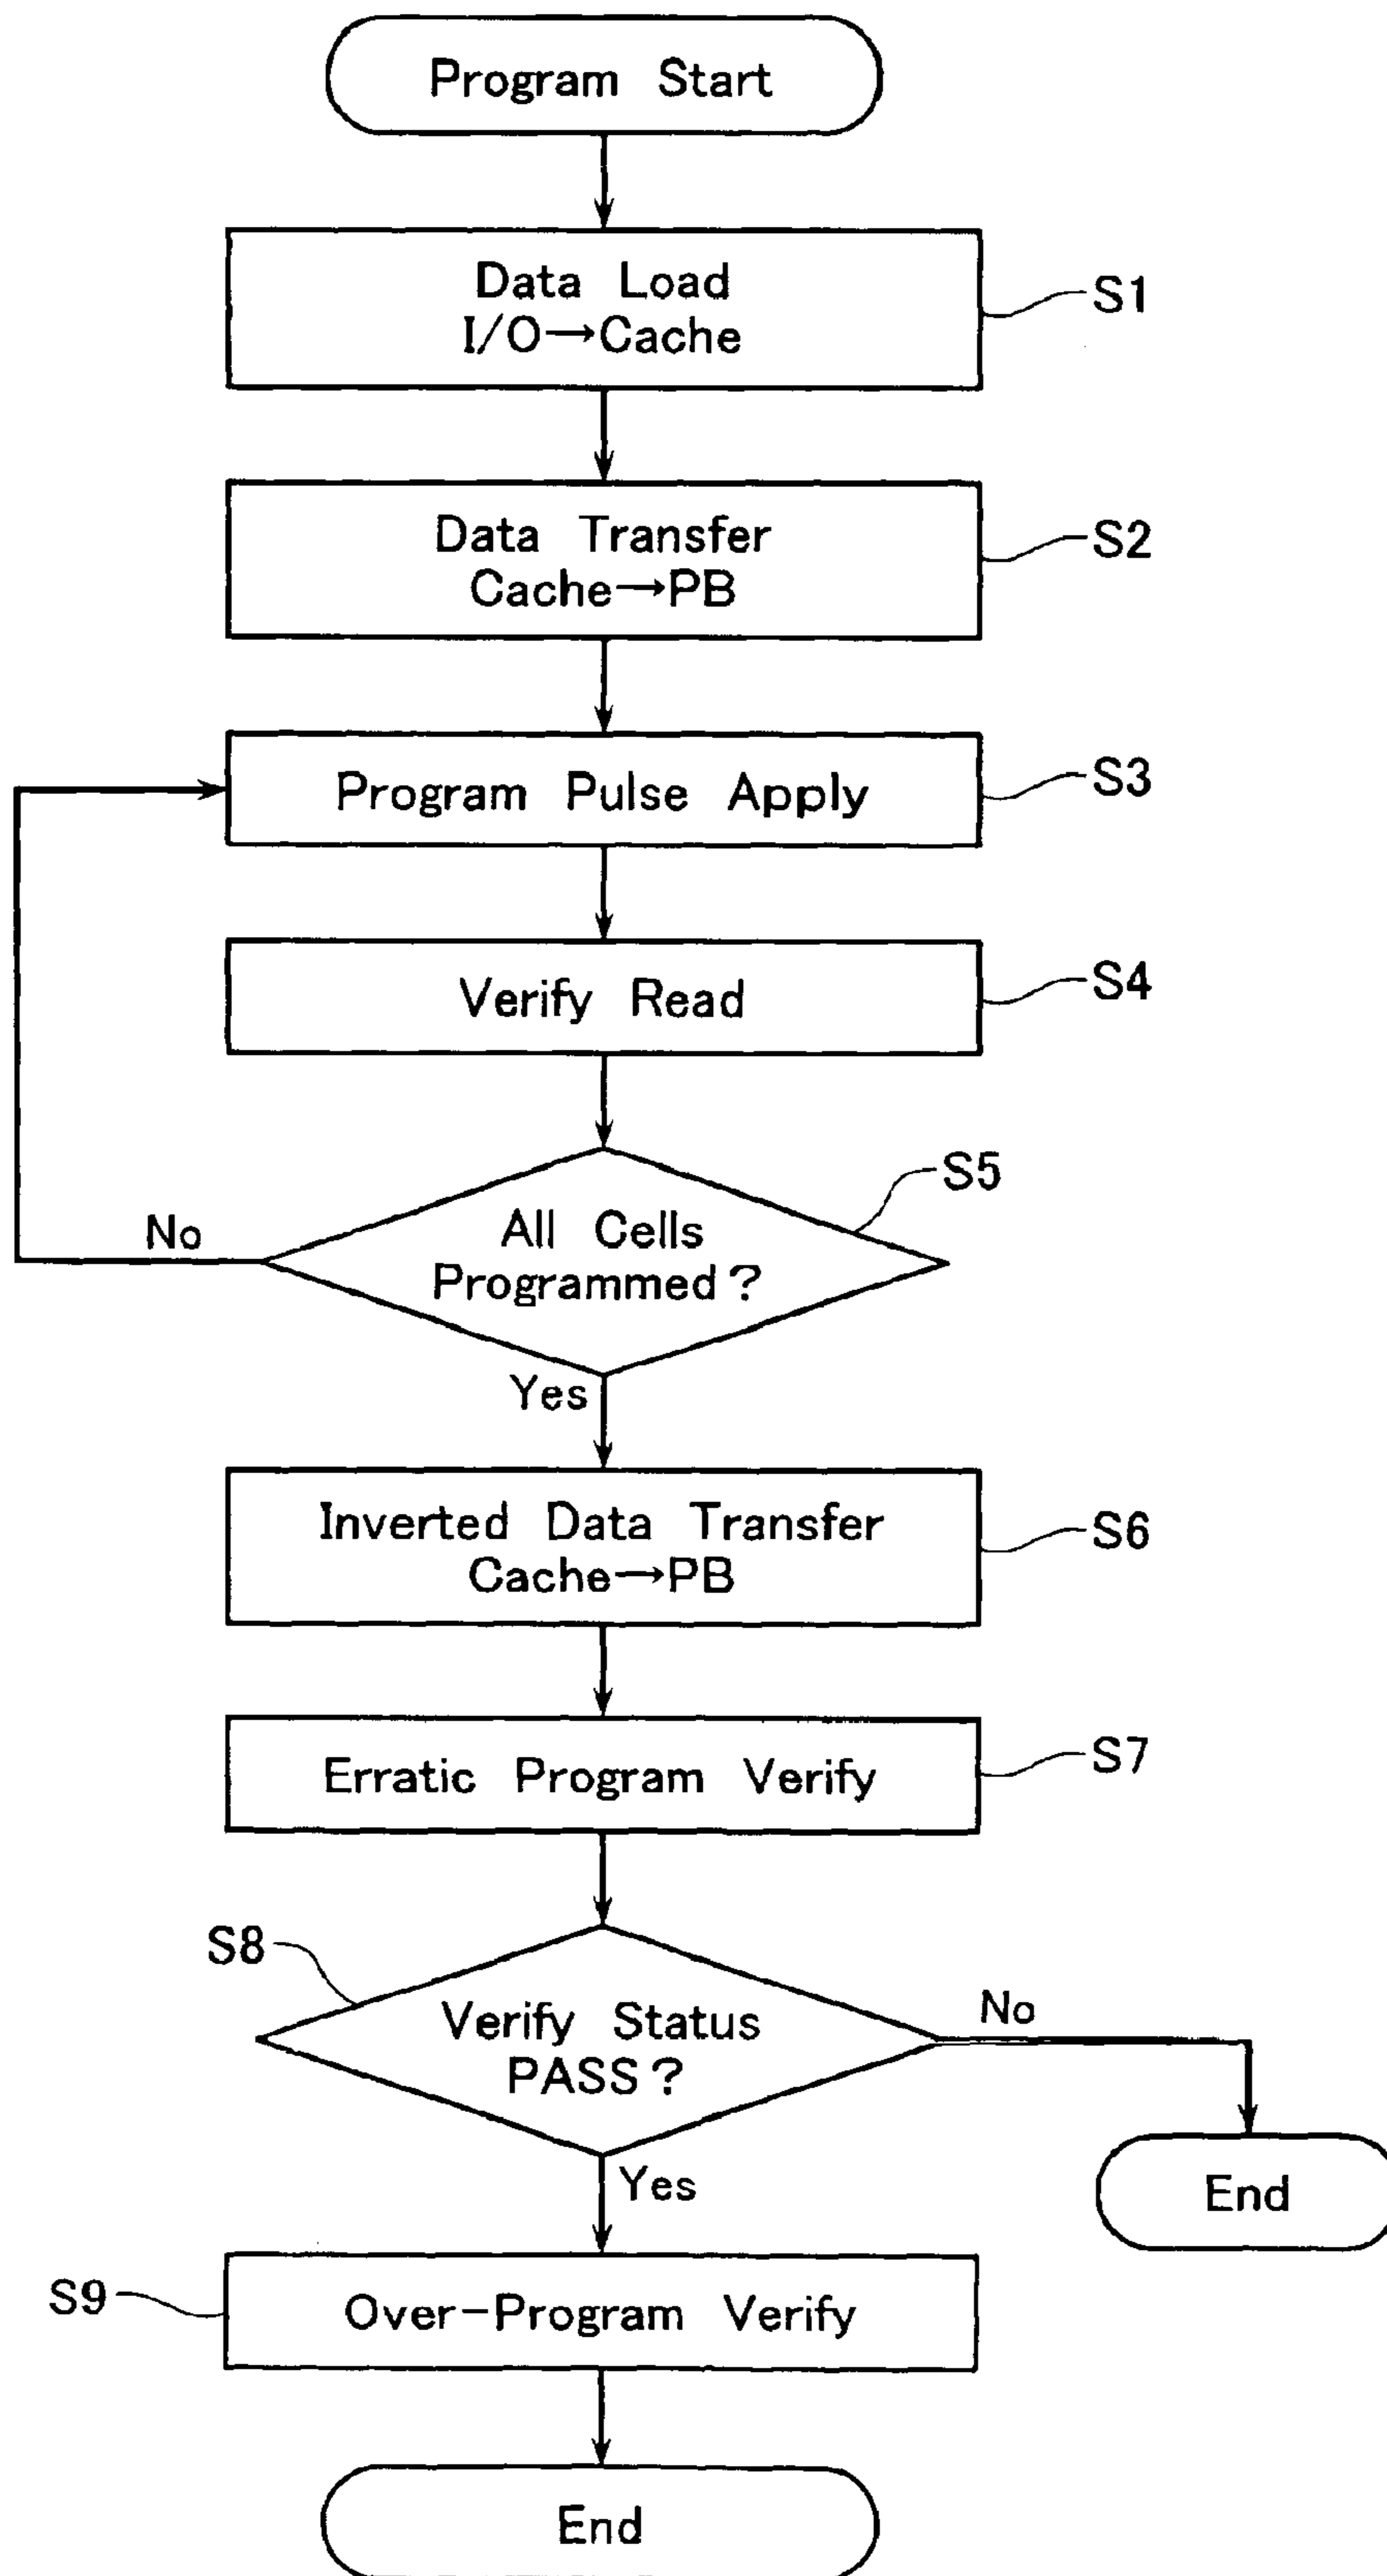 Program Start
Data Load
I/O→Cache
S1
Data Transfer
Cache→PB
S2
Program Pulse Apply
S3
Verify Read
S4
S5
All Cells
Programmed?
No
Yes
Inverted Data Transfer
Cache→PB
S6
Erratic Program Verify
S7
S8
Verify Status
PASS?
No
Yes
End
S9
Over-Program Verify
End